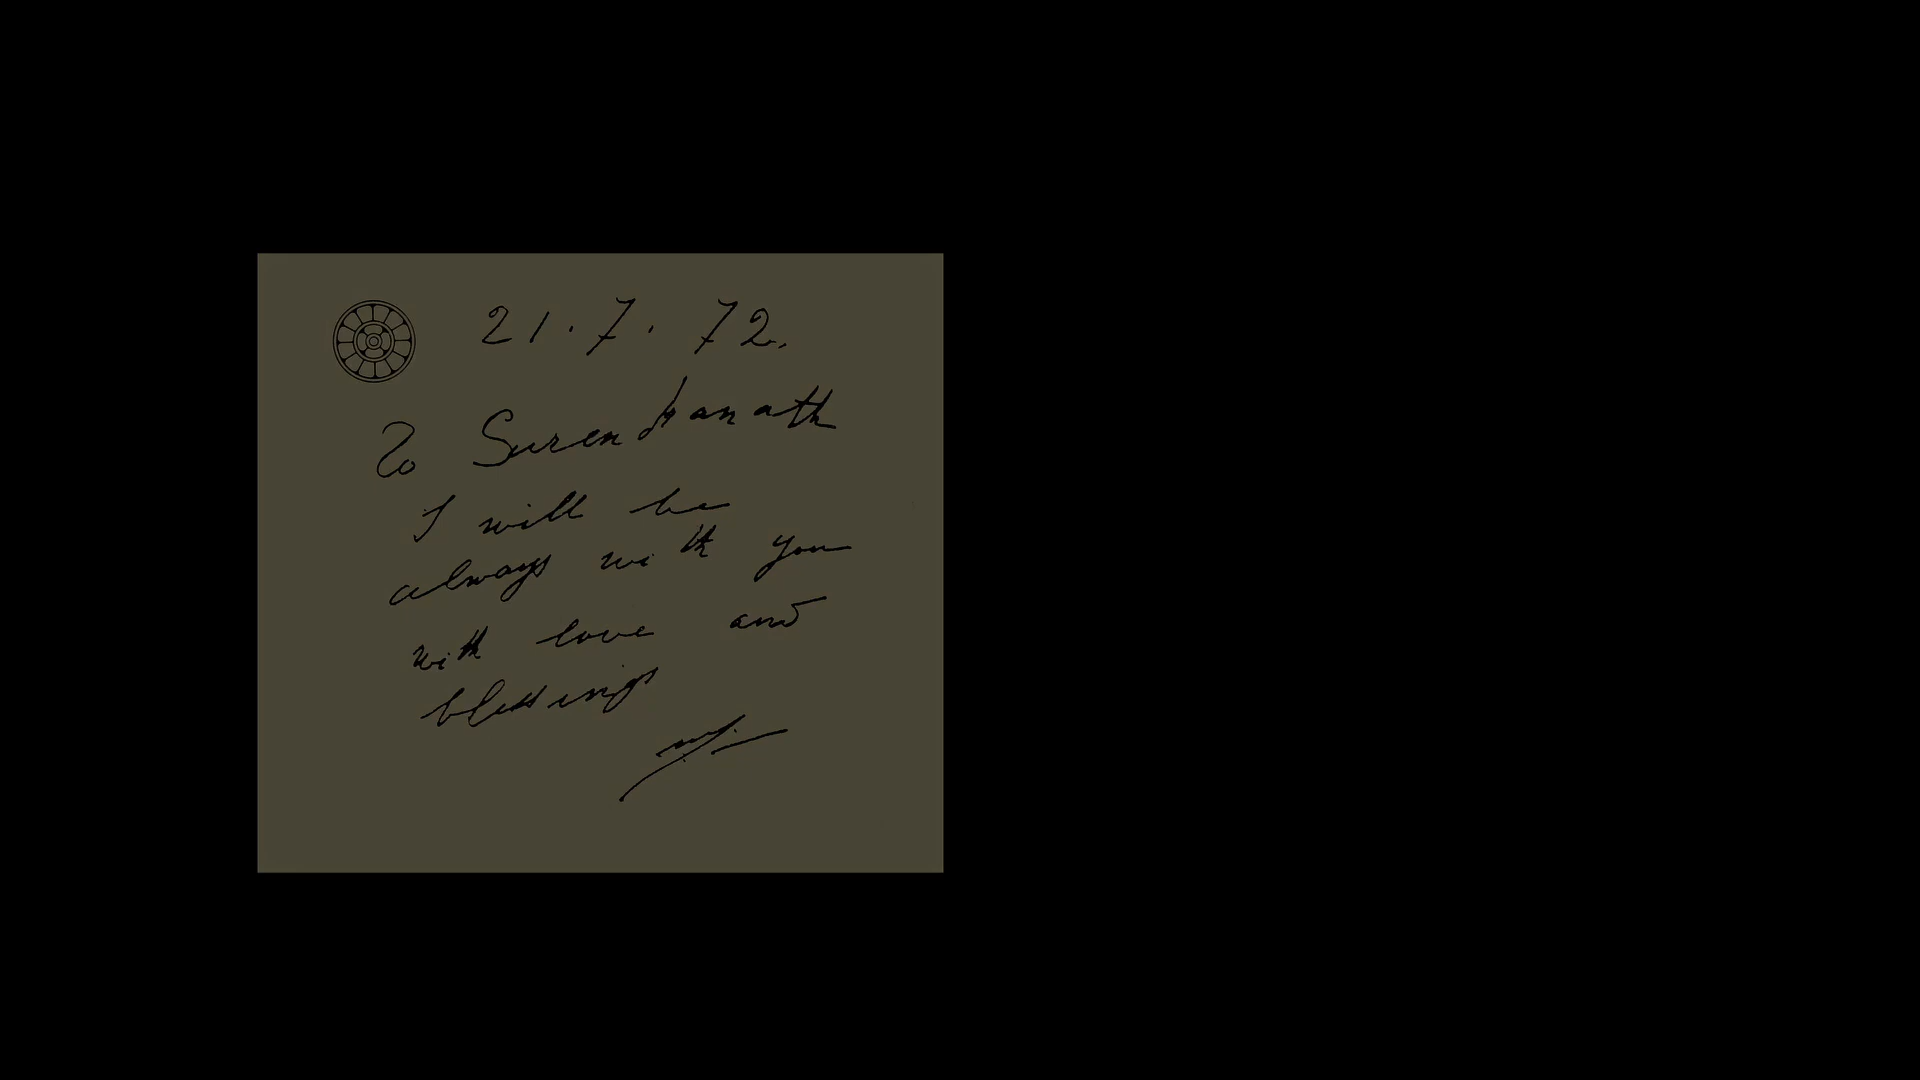 21.7.72.
To Surendranath
I will be
always with you
with love and
blessings